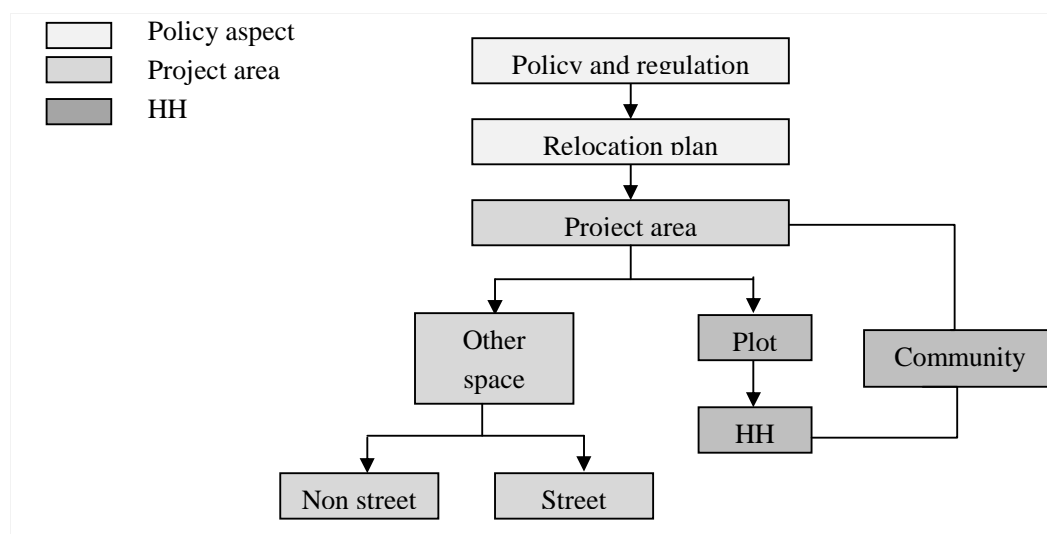 Policy aspect
Project area
HH
Policy and regulation
Relocation plan
Project area
Other
space
Plot
Community
HH
Non street
Street